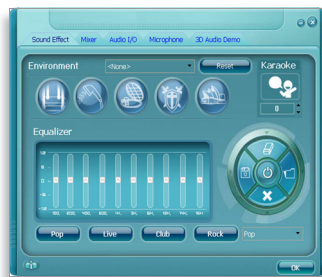 Sound Effect Mixer Audio I/O Microphone 3D Audio Demo
Environment <None> Reset Karaoke
0
Equalizer
Pop Live Club Rock Pop
OK